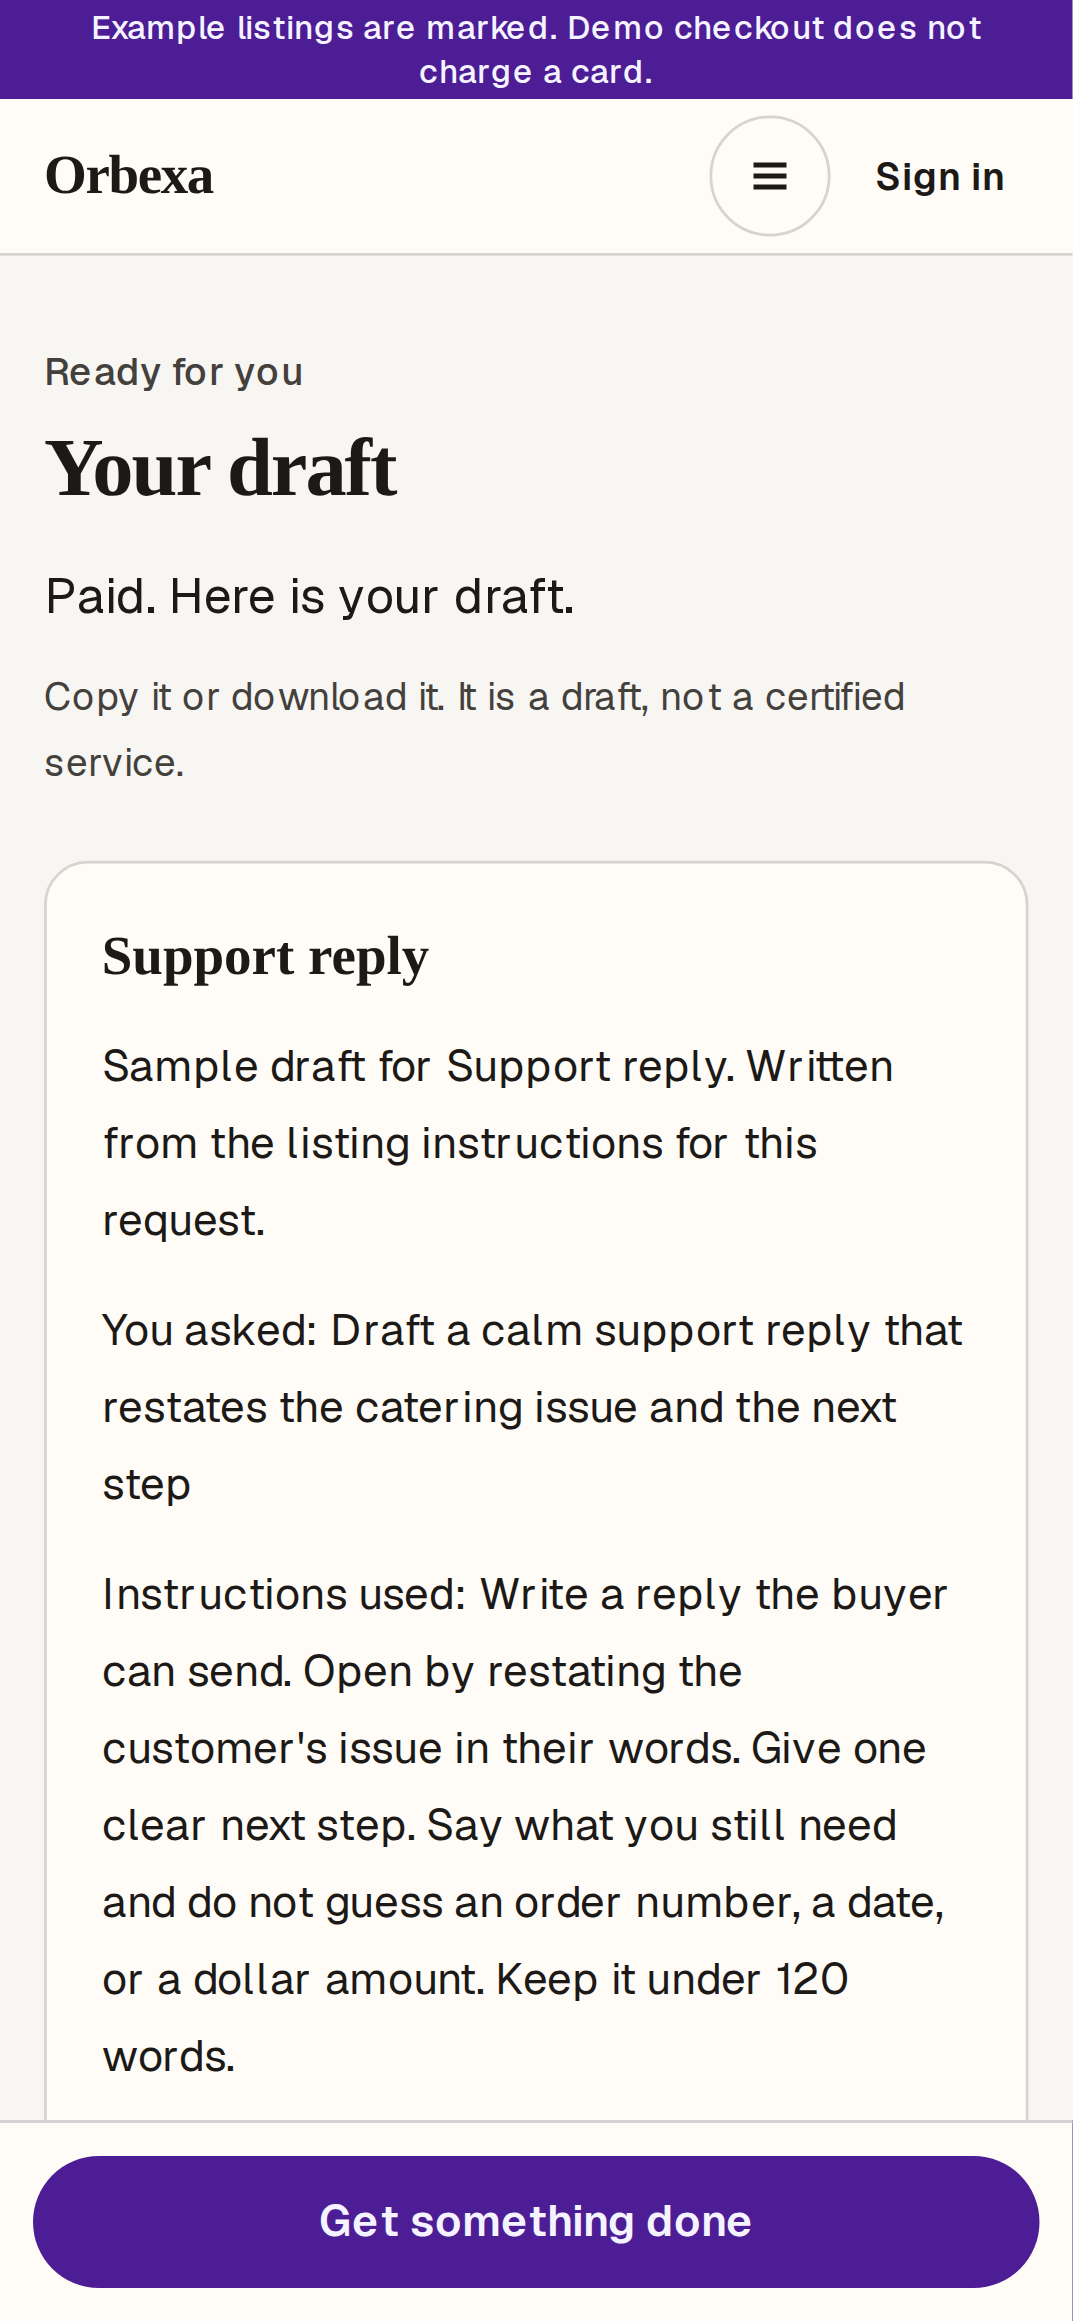 Example listings are marked. Demo checkout does not
charge a card.
Orbexa
Sign in
Ready for you
Your draft
Paid. Here is your draft.
Copy it or download it. It is a draft, not a certified
service.
Support reply
Sample draft for Support reply. Written
from the listing instructions for this
request.
You asked: Draft a calm support reply that
restates the catering issue and the next
step
Instructions used: Write a reply the buyer
can send. Open by restating the
customer's issue in their words. Give one
clear next step. Say what you still need
and do not guess an order number, a date,
or a dollar amount. Keep it under 120
words.
Get something done